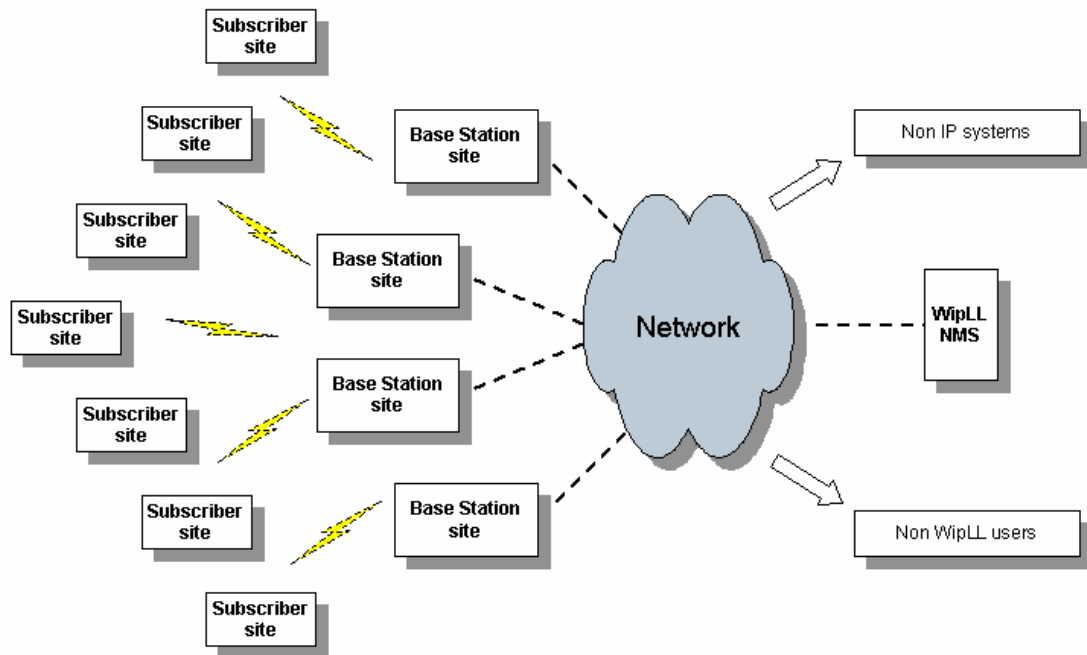 Subscriber
site
Subscriber
site
Base Station
site
Non IP systems
Subscriber
site
Base Station
site
Subscriber
site
Network
WipLL
NMS
Base Station
site
Subscriber
site
Subscriber
site
Base Station
site
Non WipLL users
Subscriber
site